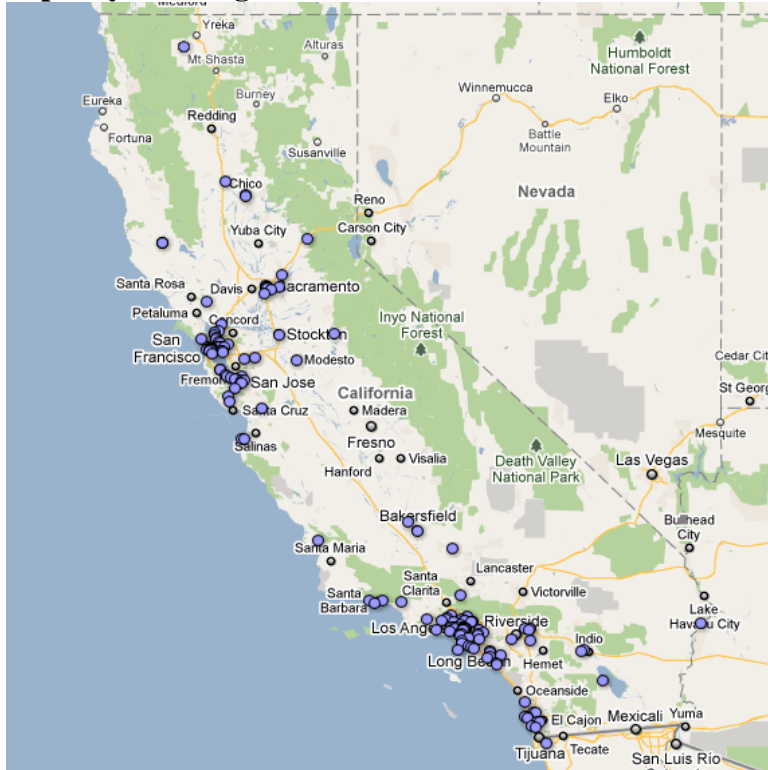 Medford
Yreka
Alturas
Mt Shasta
Humboldt
National Forest
Burney
Winnemucca
Elko
Eureka
Redding
Fortuna
Battle
Mountain
Susanville
Chico
Nevada
Reno
Carson City
Yuba City
Santa Rosa
Davis
Sacramento
Petaluma
Concord
Inyo National
Forest
Stockton
San
Francisco
Modesto
Cedar Cit
Fremon
San Jose
California
St Georg
Santa Cruz
Madera
Mesquite
Fresno
Salinas
Hanford
Visalia
Death Valley
National Park
Las Vegas
Bakersfield
Bullhead
City
Santa Maria
Lancaster
Santa
Clarita
Victorville
Santa
Barbara
Lake
Havasu City
Los Ang
Riverside
Indio
Long Beach
Hemet
Oceanside
El Cajon
Mexicali
Yuma
Tijuana
Tecate
San Luis Río